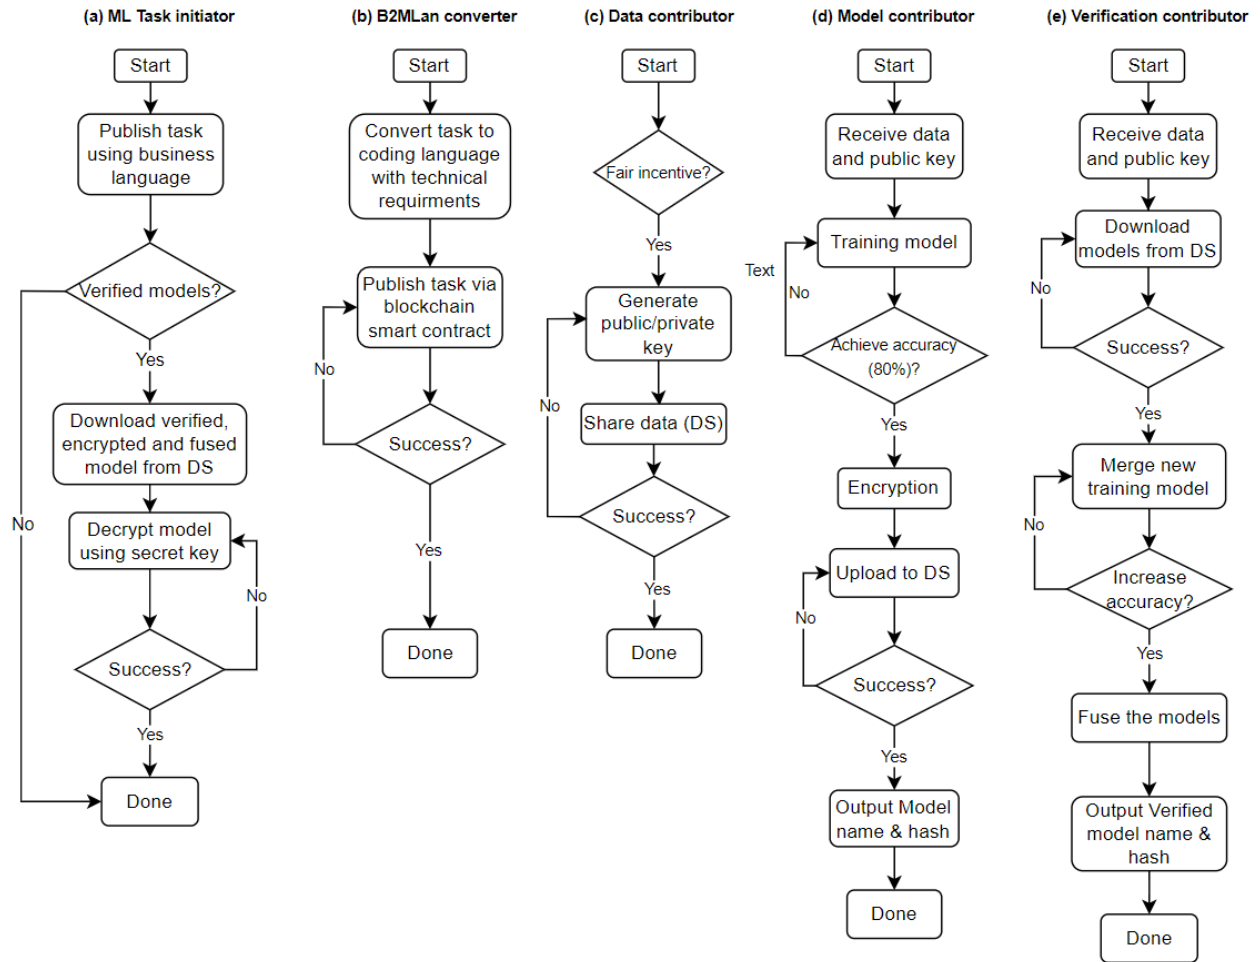 (a) ML Task initiator
Start
Publish task
using business
language
Verified models?
Yes
No
Download verified,
encrypted and fused
model from DS
Decrypt model
using secret key
No
Success?
Yes
Done
(b) B2MLan converter
Start
Convert task to
coding language
with technical
requirments
Publish task via
blockchain
smart contract
No
Success?
Yes
Done
(c) Data contributor
Start
Fair incentive?
Yes
Generate
public/private
key
No
Share data (DS)
Success?
Yes
Done
(d) Model contributor
Start
Receive data
and public key
Training model
Text
No
Achieve accuracy
(80%)?
Yes
Encryption
Upload to DS
No
Success?
Yes
Output Model
name & hash
Done
(e) Verification contributor
Start
Receive data
and public key
Download
models from DS
No
Success?
Yes
Merge new
training model
No
Increase
accuracy?
Yes
Fuse the models
Output Verified
model name &
hash
Done